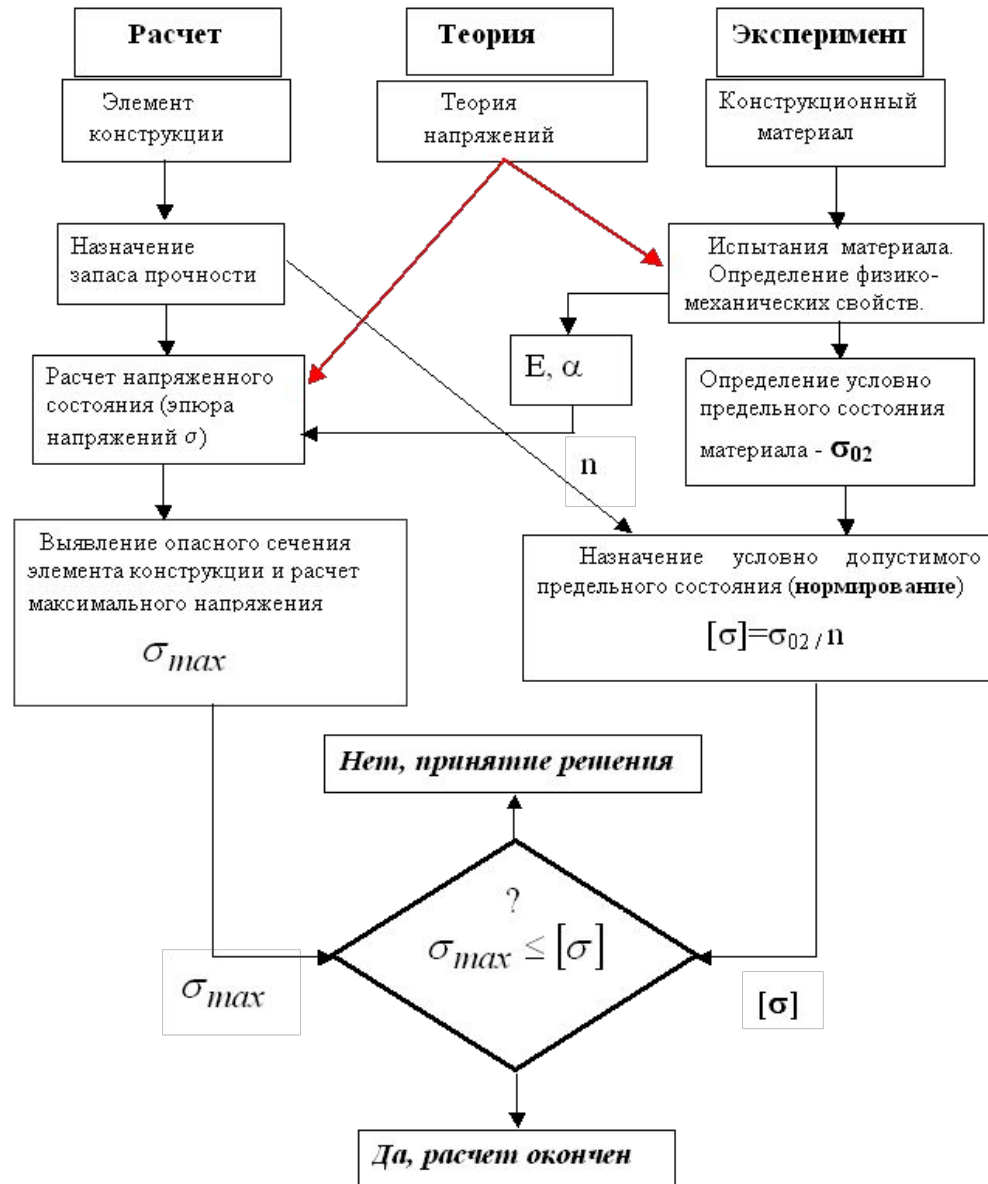 Расчет
Теория
Эксперимент
Элемент
конструкции
Теория
напряжений
Конструкционный
материал
Назначение
запаса прочности
Испытания материала.
Определение физико-
механических свойств.
E, α
Расчет напряженного
состояния (эпюра
напряжений σ)
Определение условно
предельного состояния
материала - σ02
n
Выявление опасного сечения
элемента конструкции и расчет
максимального напряжения
σmax
Назначение условно допустимого
предельного состояния (нормирование)
[σ]=σ02 / n
Нет, принятие решения
?
σmax ≤ [σ]
σmax
[σ]
Да, расчет окончен